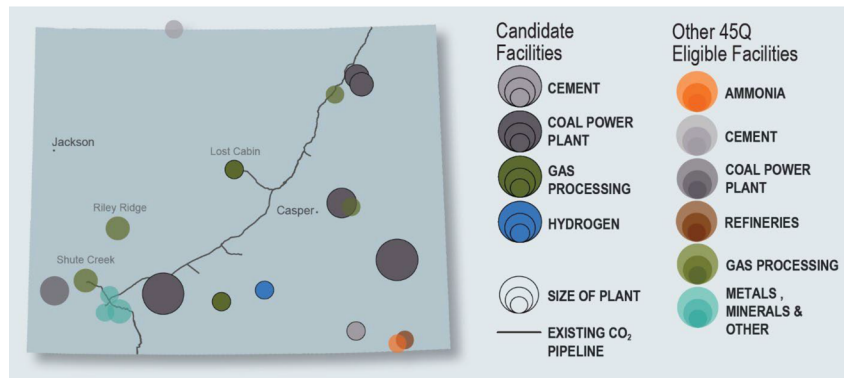 Jackson
Lost Cabin
Riley Ridge
Casper
Shute Creek
Candidate
Facilities
CEMENT
COAL POWER
PLANT
GAS
PROCESSING
HYDROGEN
SIZE OF PLANT
EXISTING CO₂
PIPELINE
Other 45Q
Eligible Facilities
AMMONIA
CEMENT
COAL POWER
PLANT
REFINERIES
GAS PROCESSING
METALS ,
MINERALS &
OTHER